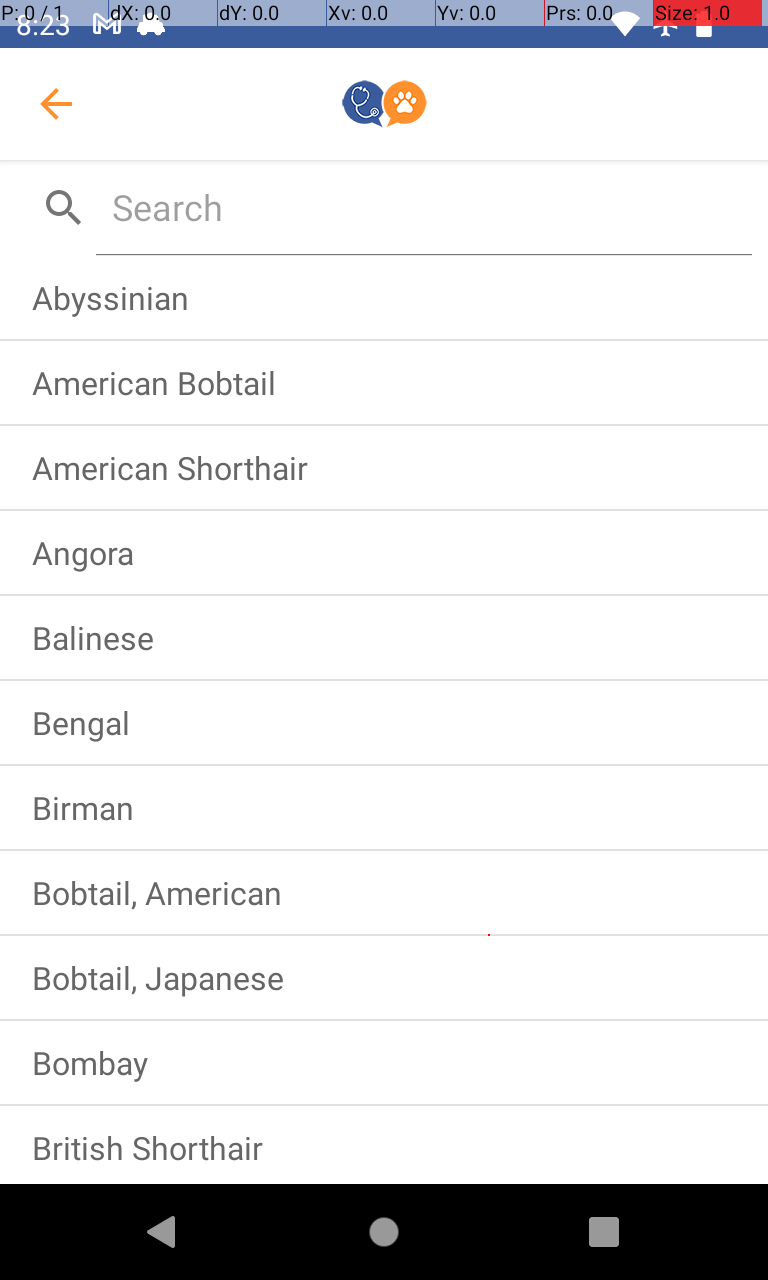 P: 0 / 1 dX: 0.0 dY: 0.0 Xv: 0.0 Yv: 0.0 Prs: 0.0 Size: 1.0
8:23
Search
Abyssinian
American Bobtail
American Shorthair
Angora
Balinese
Bengal
Birman
Bobtail, American
Bobtail, Japanese
Bombay
British Shorthair